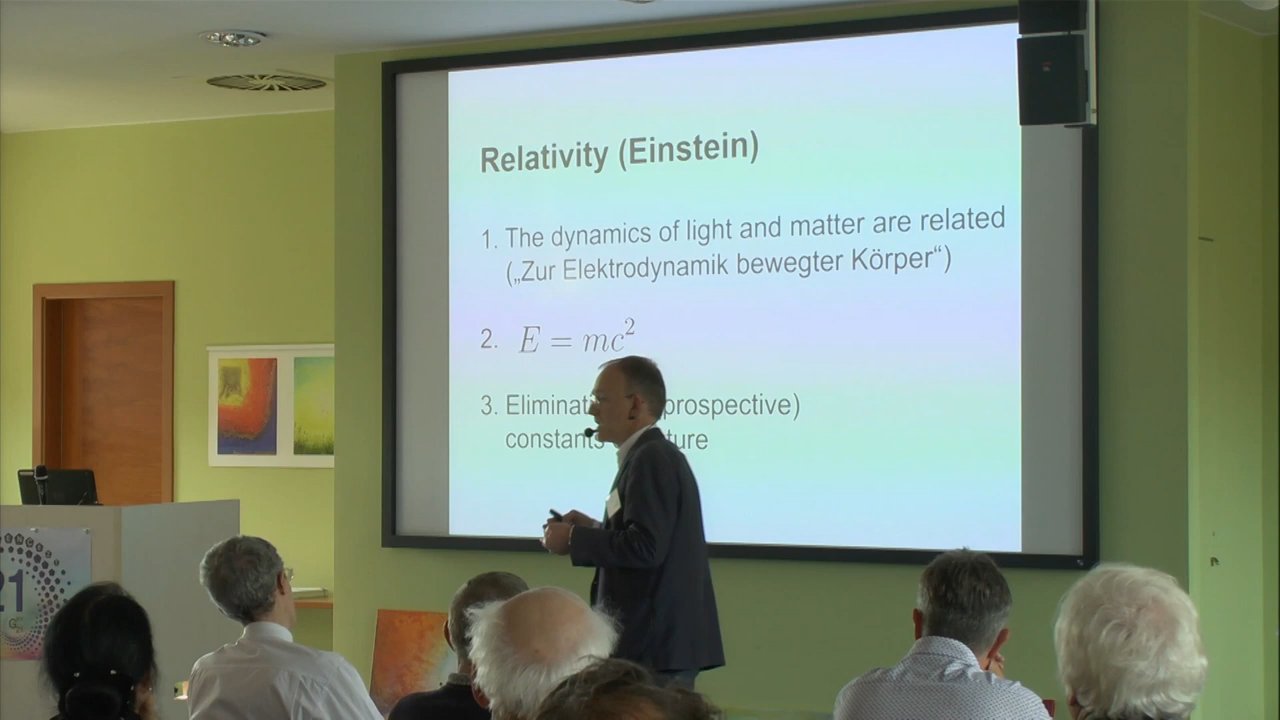 Relativity (Einstein)
1. The dynamics of light and matter are related
(„Zur Elektrodynamik bewegter Körper“)
2. E = mc²
3. Eliminat prospective)
constants ture
21